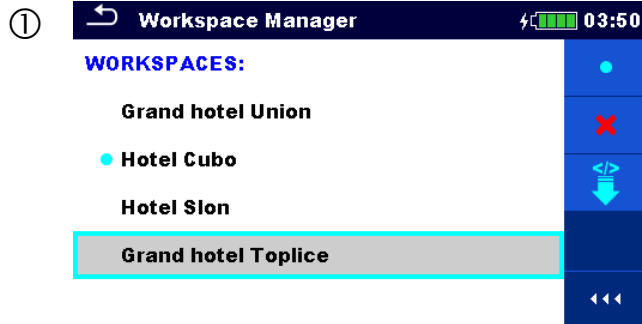 ①
Workspace Manager 03:50
WORKSPACES:
Grand hotel Union
Hotel Cubo
Hotel Slon
Grand hotel Toplice